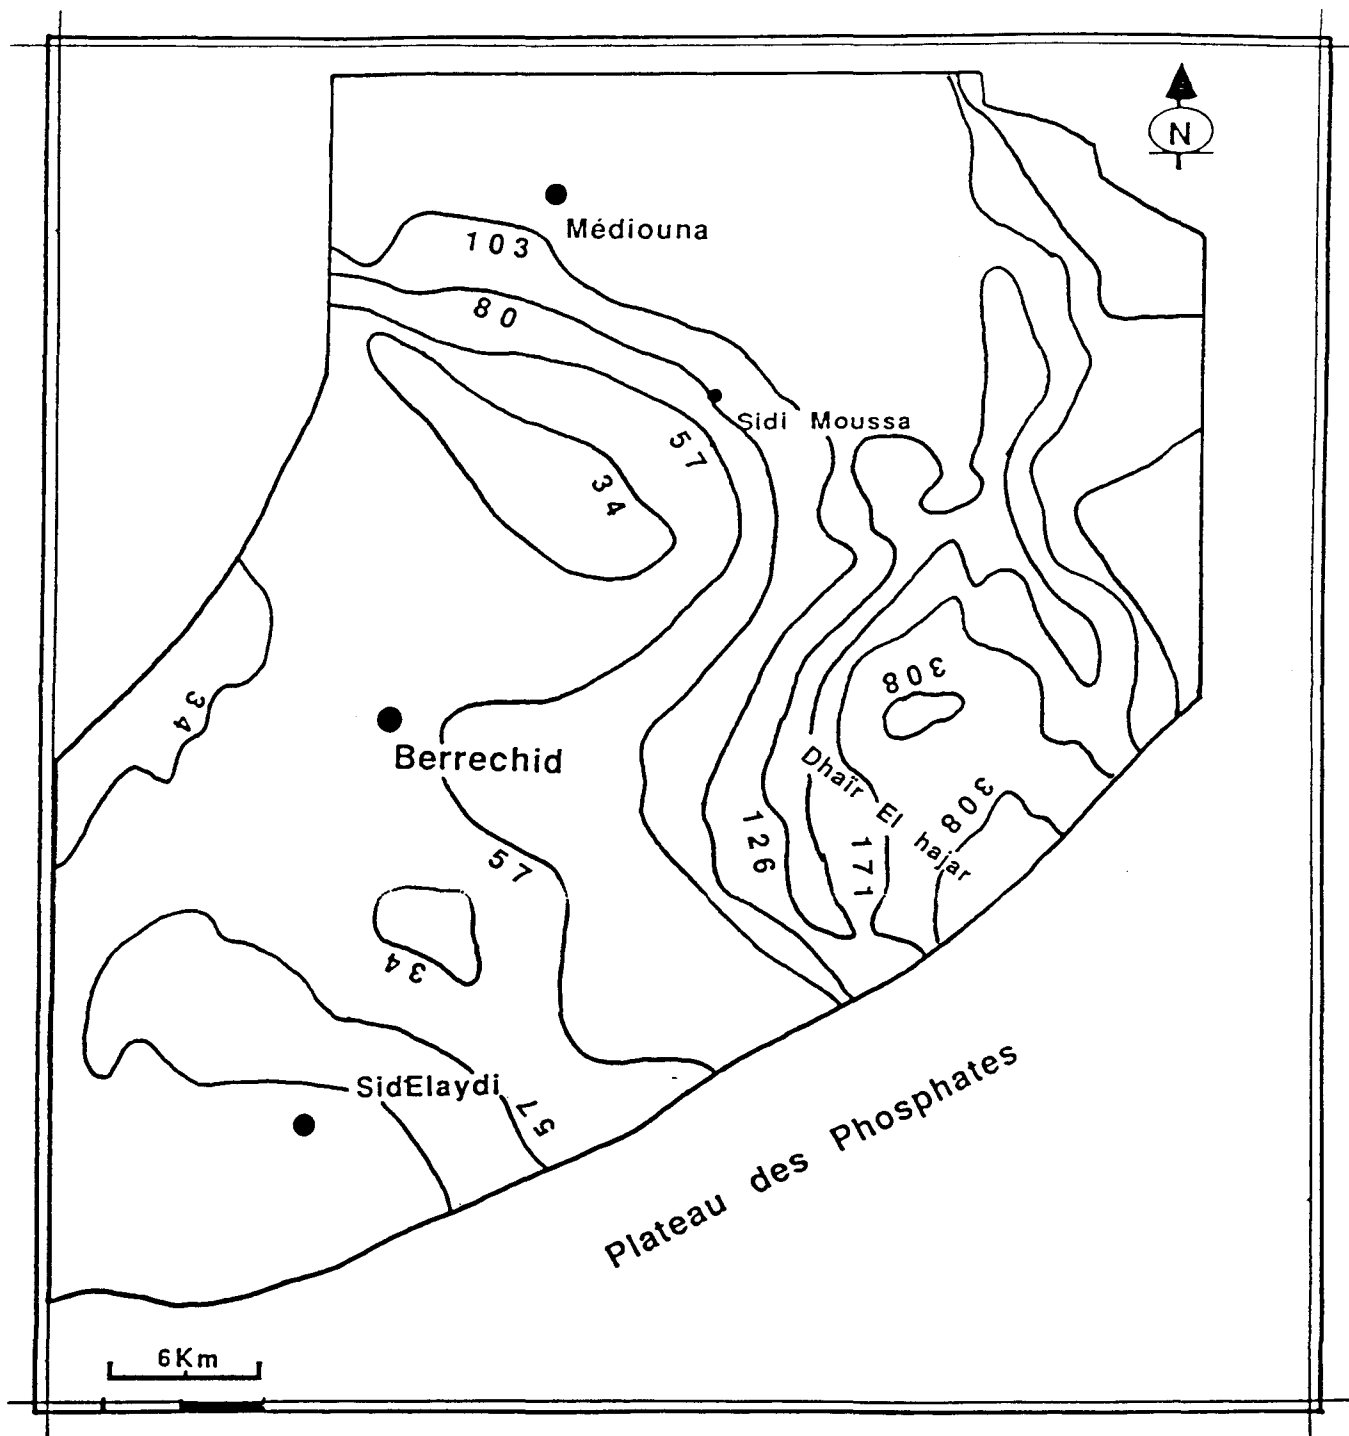 N
Médiouna
103
80
Sidi Moussa
57
34
308
34
Berrechid
Dhaïr El hajar
308
126
171
57
34
SidElaydi
57
Plateau des Phosphates
6Km